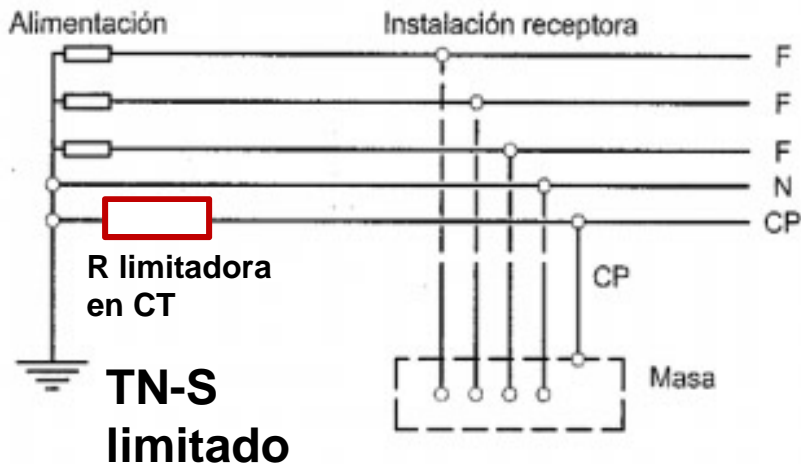 Alimentación
Instalación receptora
F
F
F
N
CP
R limitadora
en CT
CP
Masa
TN-S
limitado